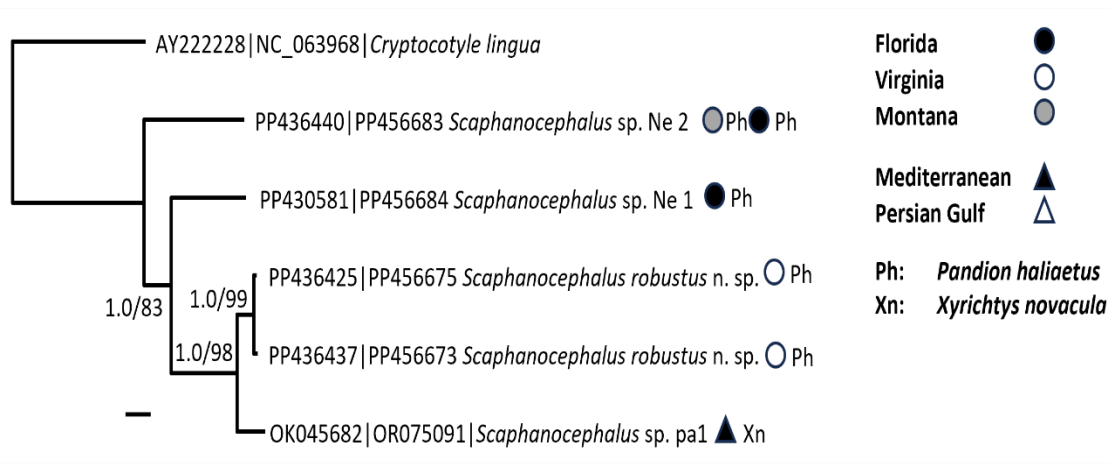 AY222228|NC_063968|Cryptocotyle lingua
PP436440|PP456683 Scaphanocephalus sp. Ne 2 Ph Ph
PP430581|PP456684 Scaphanocephalus sp. Ne 1 Ph
PP436425|PP456675 Scaphanocephalus robustus n. sp. Ph
1.0/99
1.0/83
PP436437|PP456673 Scaphanocephalus robustus n. sp. Ph
1.0/98
OK045682|OR075091|Scaphanocephalus sp. pa1 Xn
Florida
Virginia
Montana
Mediterranean
Persian Gulf
Ph: Pandion haliaetus
Xn: Xyrichtys novacula